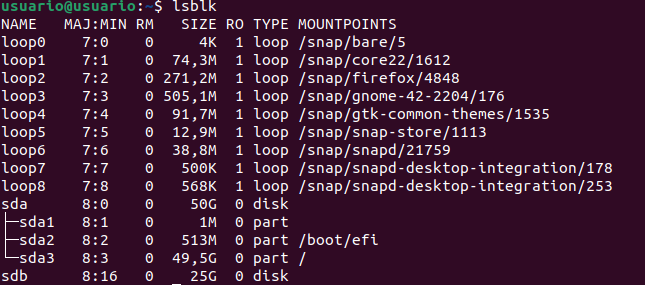 usuario@usuario:~$ lsblk
NAME   MAJ:MIN RM   SIZE RO TYPE MOUNTPOINTS
loop0    7:0    0     4K  1 loop /snap/bare/5
loop1    7:1    0  74,3M  1 loop /snap/core22/1612
loop2    7:2    0 271,2M  1 loop /snap/firefox/4848
loop3    7:3    0 505,1M  1 loop /snap/gnome-42-2204/176
loop4    7:4    0  91,7M  1 loop /snap/gtk-common-themes/1535
loop5    7:5    0  12,9M  1 loop /snap/snap-store/1113
loop6    7:6    0  38,8M  1 loop /snap/snapd/21759
loop7    7:7    0   500K  1 loop /snap/snapd-desktop-integration/178
loop8    7:8    0   568K  1 loop /snap/snapd-desktop-integration/253
sda      8:0    0    50G  0 disk
├─sda1   8:1    0     1M  0 part
├─sda2   8:2    0   513M  0 part /boot/efi
└─sda3   8:3    0  49,5G  0 part /
sdb      8:16   0    25G  0 disk